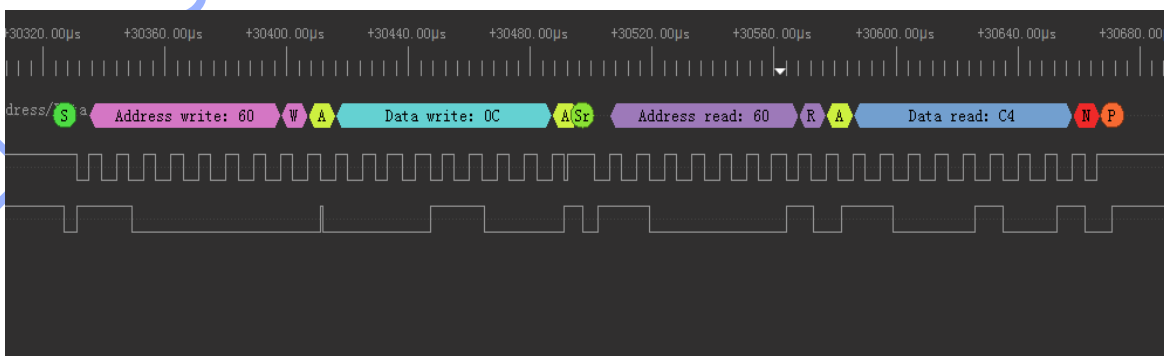 +30320.00µs +30360.00µs +30400.00µs +30440.00µs +30480.00µs +30520.00µs +30560.00µs +30600.00µs +30640.00µs +30680.00
S Address write: 60 W A Data write: 0C A Sr Address read: 60 R A Data read: C4 N P